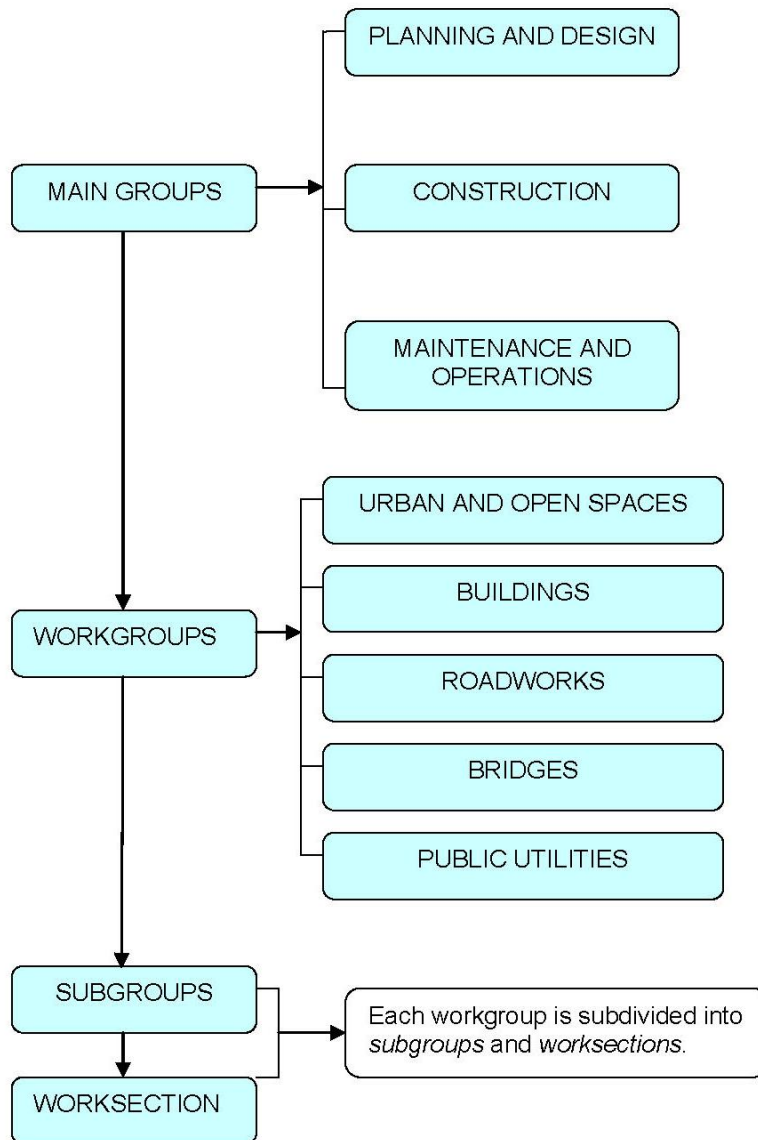 PLANNING AND DESIGN
MAIN GROUPS
CONSTRUCTION
MAINTENANCE AND
OPERATIONS
URBAN AND OPEN SPACES
BUILDINGS
WORKGROUPS
ROADWORKS
BRIDGES
PUBLIC UTILITIES
SUBGROUPS
Each workgroup is subdivided into
subgroups and worksections.
WORKSECTION